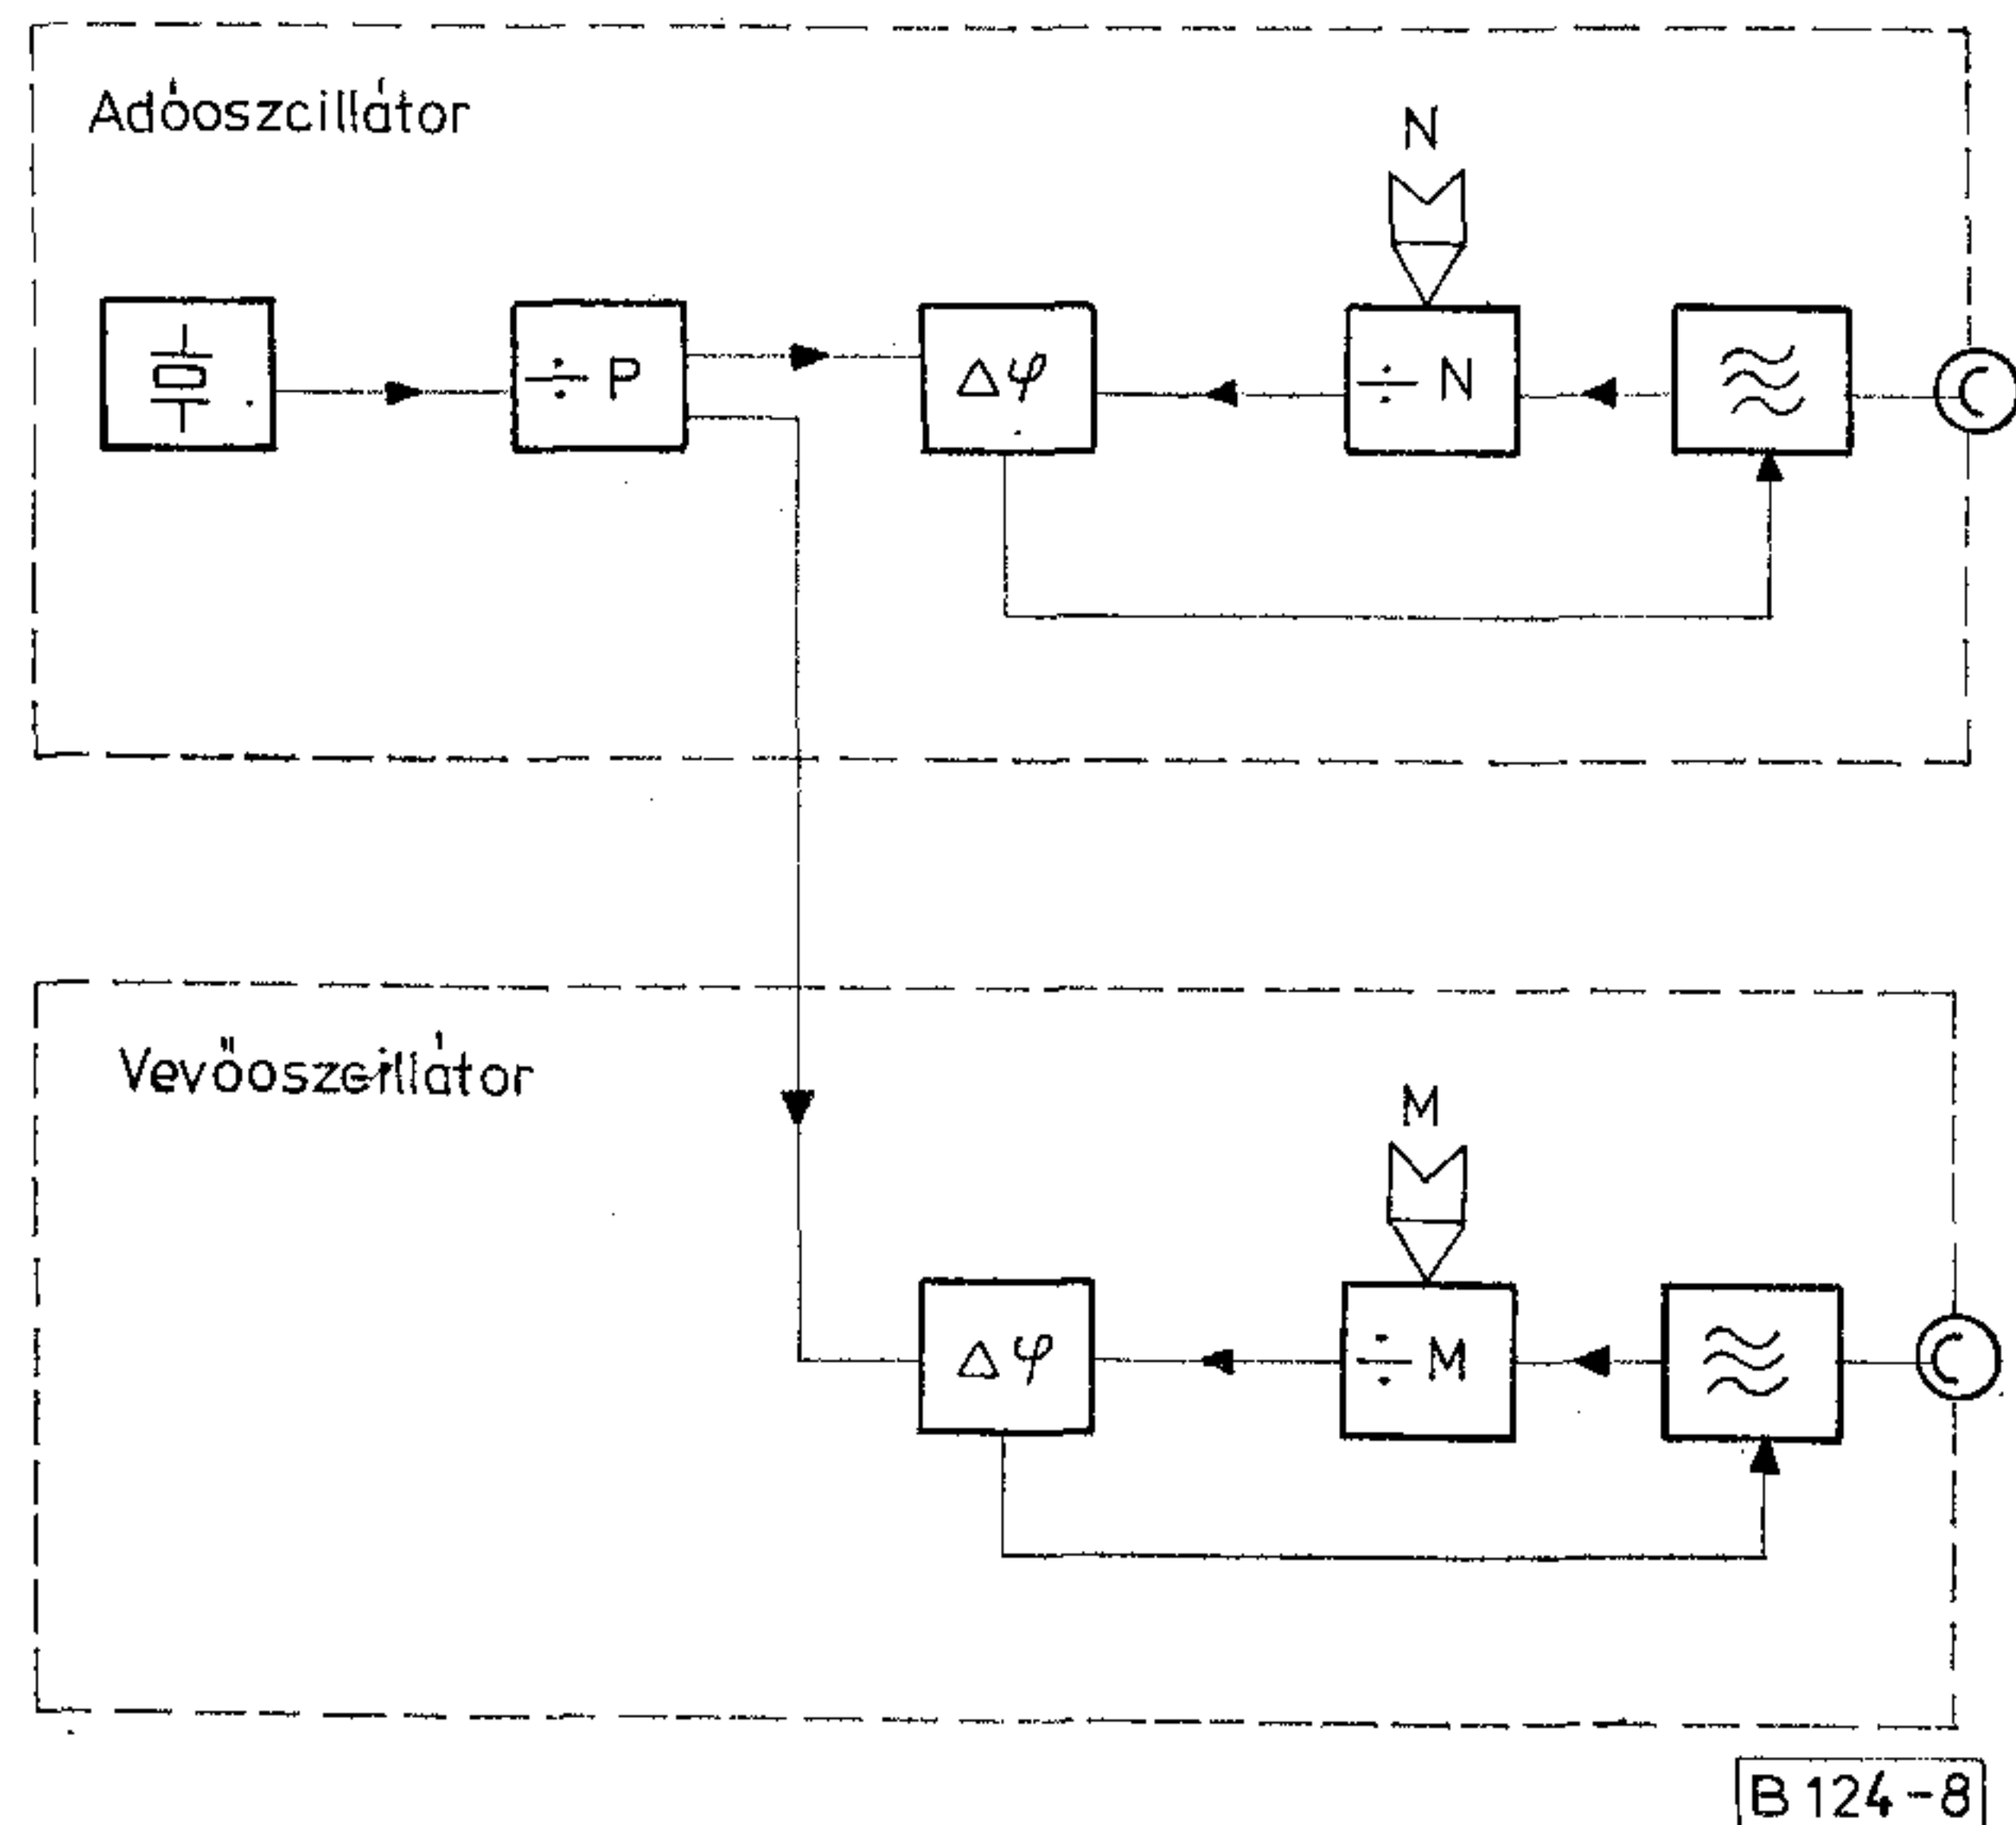 Adóoszcillátor
N
÷ P
Δφ
÷ N
Vevőoszcillátor
M
Δφ
÷ M
B 124-8